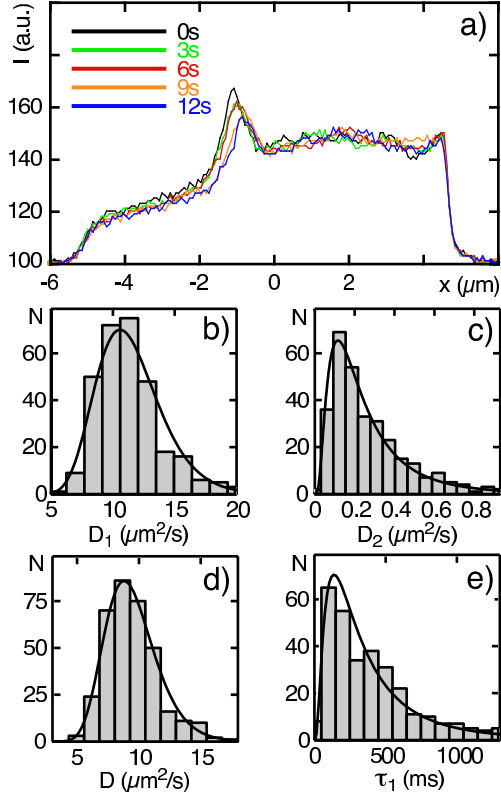 I (a.u.)
a)
0s
3s
6s
9s
12s
160
140
120
100
-6 -4 -2 0 2 4 x (μm)
N
b)
60
40
20
0
5 10 15 20
D₁ (μm²/s)
N
c)
60
40
20
0
0 0.2 0.4 0.6 0.8
D₂ (μm²/s)
N
d)
75
50
25
0
5 10 15
D (μm²/s)
N
e)
60
40
20
0
0 500 1000
τ₁ (ms)